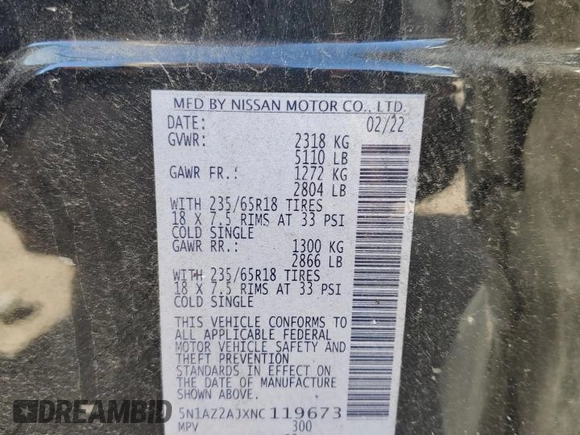 MFD BY NISSAN MOTOR CO., LTD.
DATE: 02/22
GVWR: 2318 KG
5110 LB
GAWR FR.: 1272 KG
2804 LB
WITH 235/65R18 TIRES
18 X 7.5 RIMS AT 33 PSI
COLD SINGLE
GAWR RR.: 1300 KG
2866 LB
WITH 235/65R18 TIRES
18 X 7.5 RIMS AT 33 PSI
COLD SINGLE
THIS VEHICLE CONFORMS TO
ALL APPLICABLE FEDERAL
MOTOR VEHICLE SAFETY AND
THEFT PREVENTION
STANDARDS IN EFFECT ON
THE DATE OF MANUFACTURE
SHOWN ABOVE.
5N1AZ2AJXNC119673
MPV 300